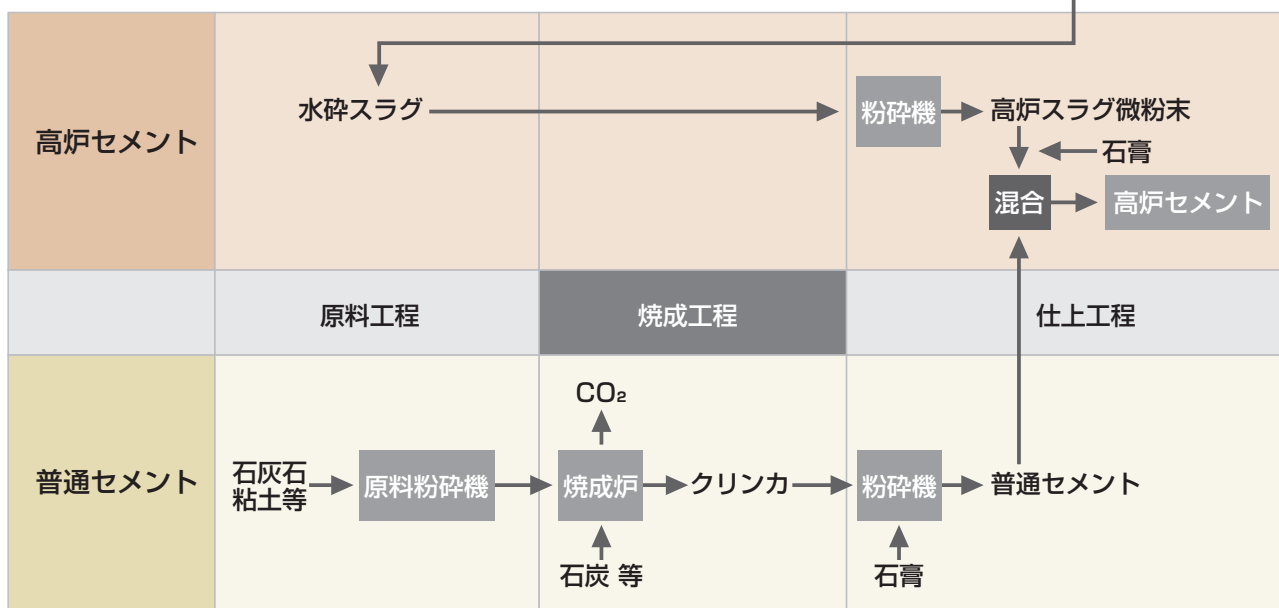 高炉セメント
水砕スラグ
粉砕機
高炉スラグ微粉末
石膏
混合
高炉セメント
原料工程
焼成工程
仕上工程
普通セメント
石灰石
粘土等
原料粉砕機
CO₂
焼成炉
石炭 等
クリンカ
粉砕機
石膏
普通セメント